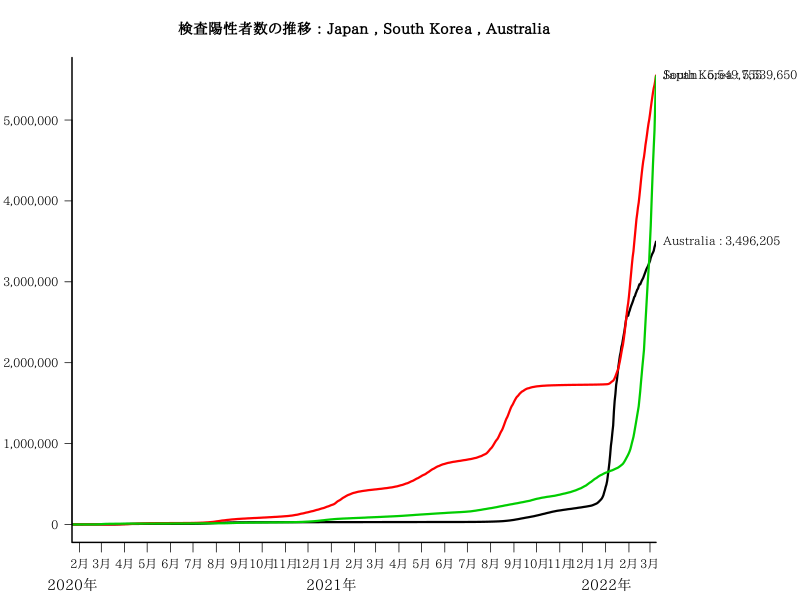 検査陽性者数の推移 : Japan , South Korea , Australia
5,000,000
4,000,000
3,000,000
2,000,000
1,000,000
0
Australia : 3,496,205
2月 3月 4月 5月 6月 7月 8月 9月 10月 11月 12月 1月 2月 3月 4月 5月 6月 7月 8月 9月 10月 11月 12月 1月 2月 3月
2020年 2021年 2022年